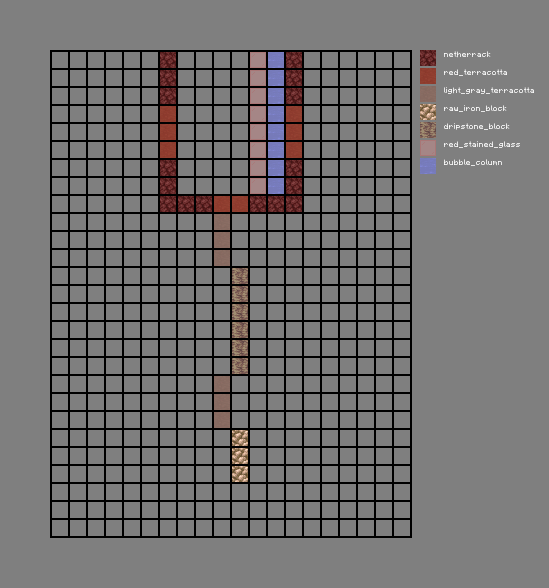 netherrack
red_terracotta
light_gray_terracotta
raw_iron_block
dripstone_block
red_stained_glass
bubble_column